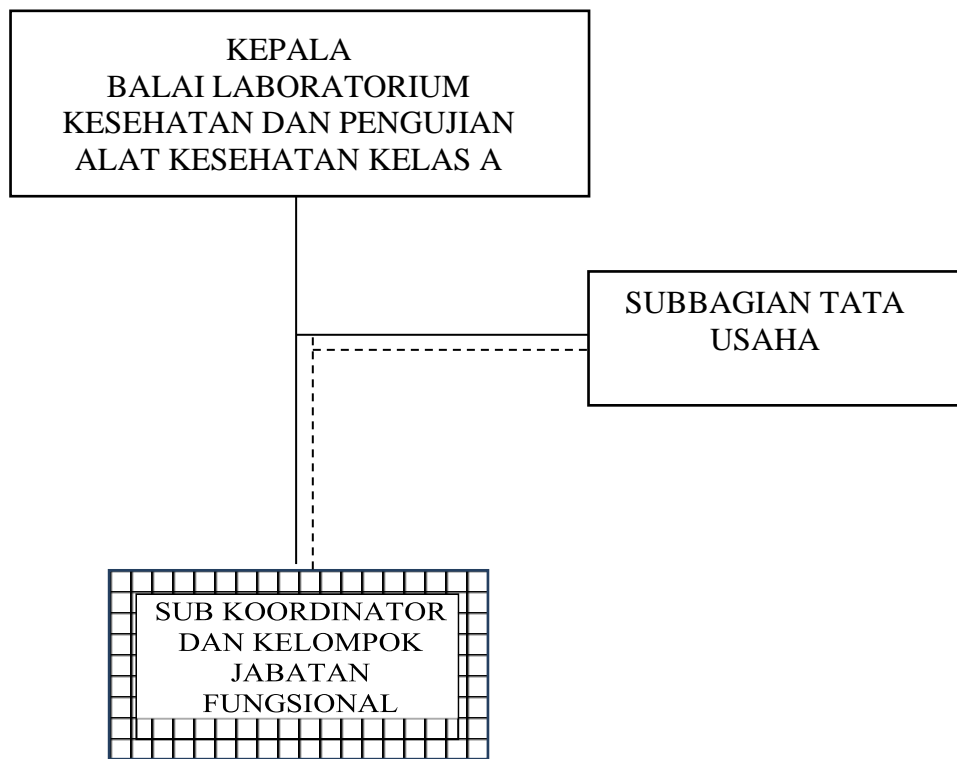 KEPALA
BALAI LABORATORIUM
KESEHATAN DAN PENGUJIAN
ALAT KESEHATAN KELAS A
SUBBAGIAN TATA
USAHA
SUB KOORDINATOR
DAN KELOMPOK
JABATAN
FUNGSIONAL